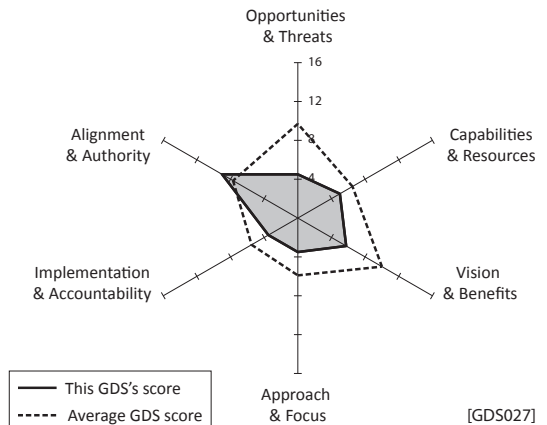 Opportunities
& Threats
16
12
8
4
Alignment
& Authority
Capabilities
& Resources
Implementation
& Accountability
Vision
& Benefits
Approach
& Focus
This GDS's score
Average GDS score
[GDS027]